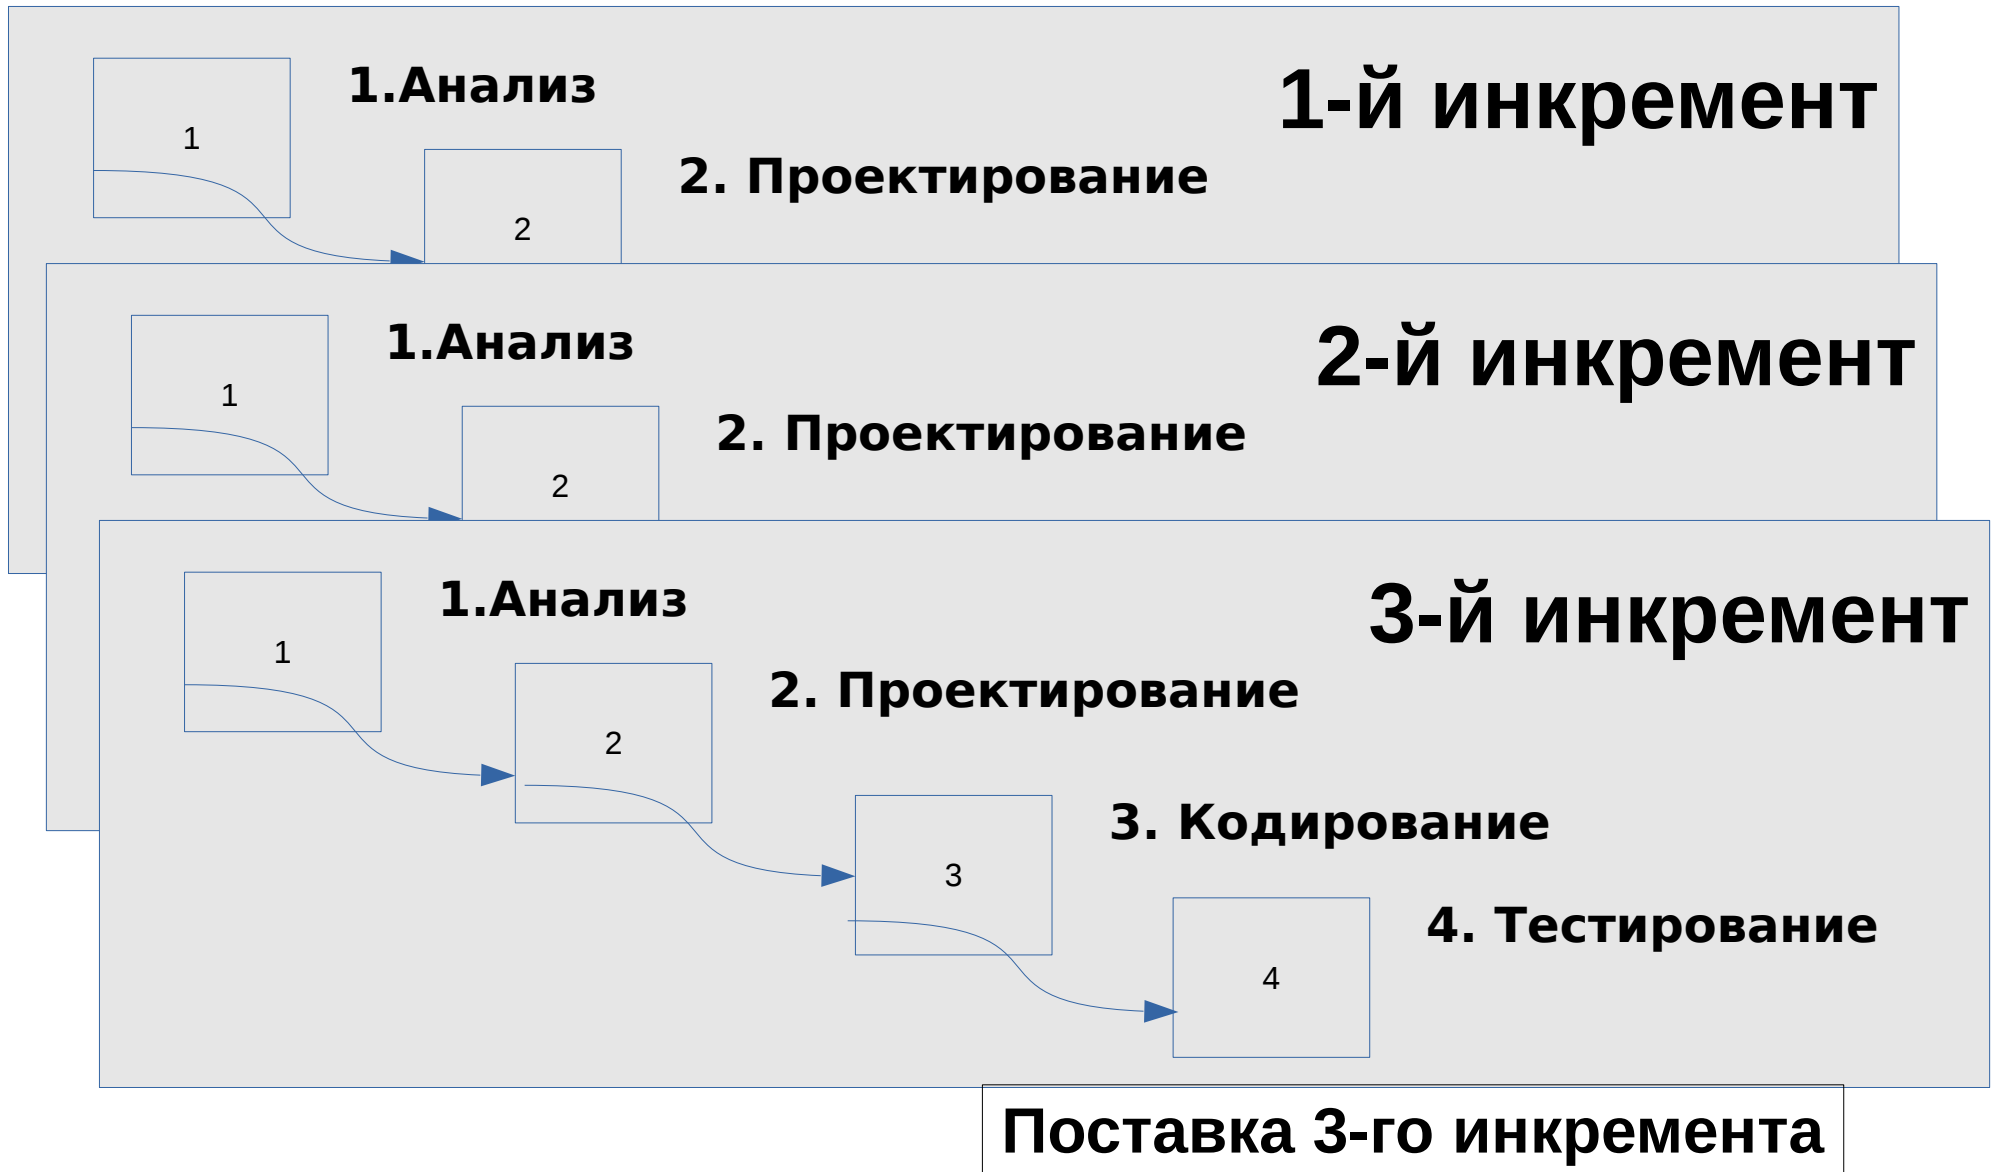 1-й инкремент
1.Анализ
1
2. Проектирование
2
2-й инкремент
1.Анализ
1
2. Проектирование
2
3-й инкремент
1.Анализ
1
2. Проектирование
2
3. Кодирование
3
4. Тестирование
4
Поставка 3-го инкремента